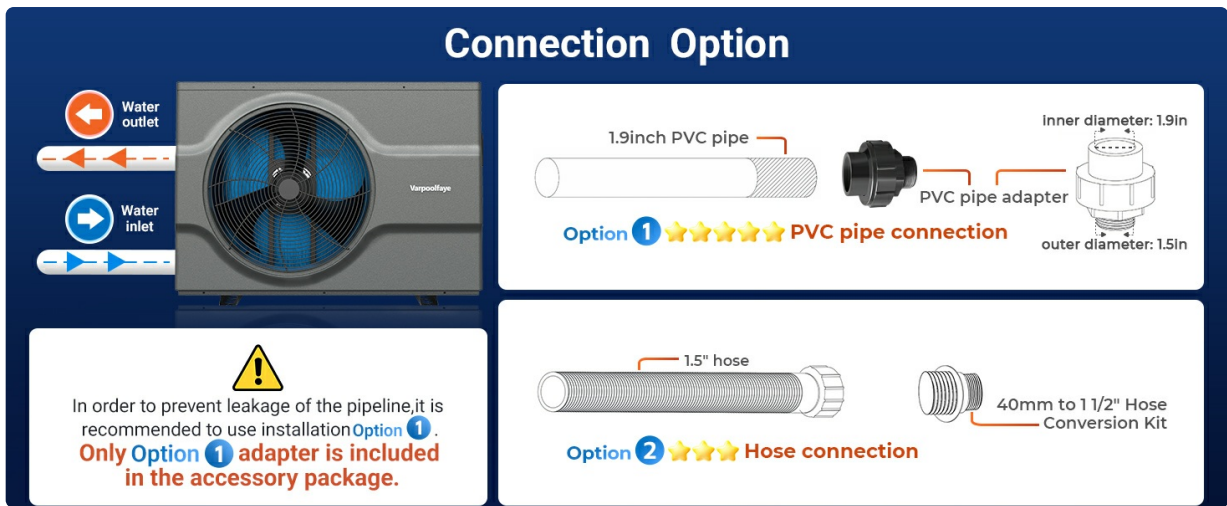 Connection Option
Water
outlet
Water
inlet
Varpoolfaye
1.9inch PVC pipe
inner diameter: 1.9in
PVC pipe adapter
outer diameter: 1.5in
Option 1 PVC pipe connection
In order to prevent leakage of the pipeline,it is
recommended to use installation Option 1 .
Only Option 1 adapter is included
in the accessory package.
1.5" hose
40mm to 1 1/2" Hose
Conversion Kit
Option 2 Hose connection